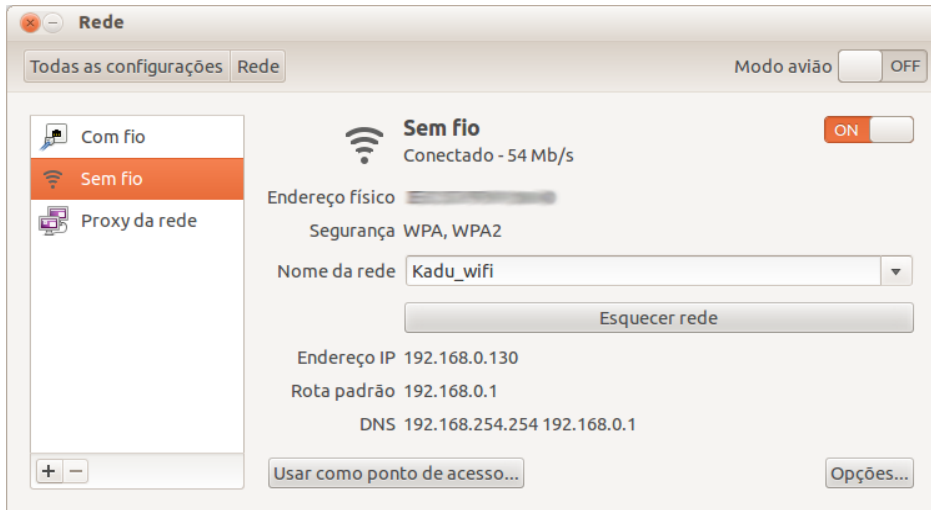 Rede
Todas as configurações Rede
Modo avião OFF
Com fio
Sem fio
Proxy da rede
Sem fio ON
Conectado - 54 Mb/s
Endereço físico
Segurança WPA, WPA2
Nome da rede Kadu_wifi
Esquecer rede
Endereço IP 192.168.0.130
Rota padrão 192.168.0.1
DNS 192.168.254.254 192.168.0.1
Usar como ponto de acesso...
Opções...